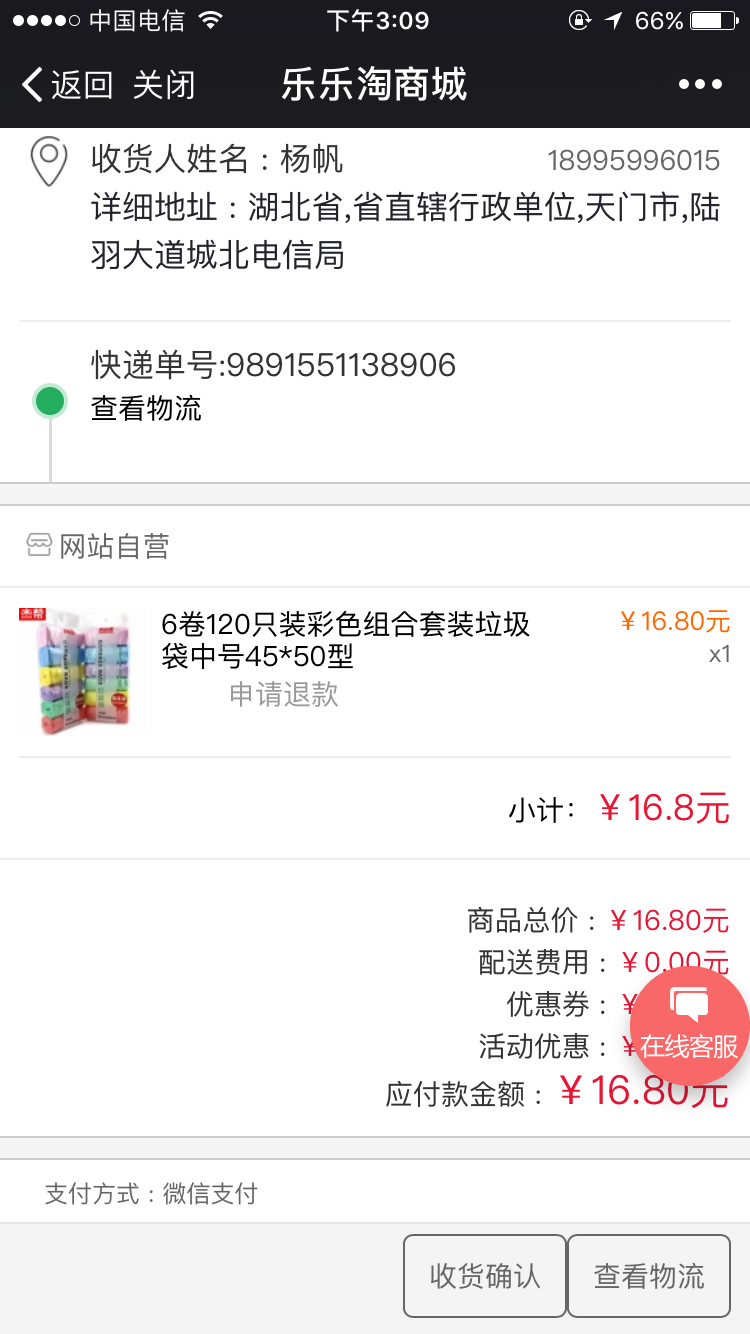 中国电信 下午3:09 66%
返回 关闭 乐乐淘商城
收货人姓名：杨帆 18995996015
详细地址：湖北省,省直辖行政单位,天门市,陆
羽大道城北电信局
快递单号:9891551138906
查看物流
网站自营
6卷120只装彩色组合套装垃圾 ￥16.80元
袋中号45*50型 x1
申请退款
小计： ￥16.8元
商品总价：￥16.80元
配送费用：￥0.00元
优惠券：￥
活动优惠：￥
在线客服
应付款金额：￥16.80元
支付方式：微信支付
收货确认 查看物流